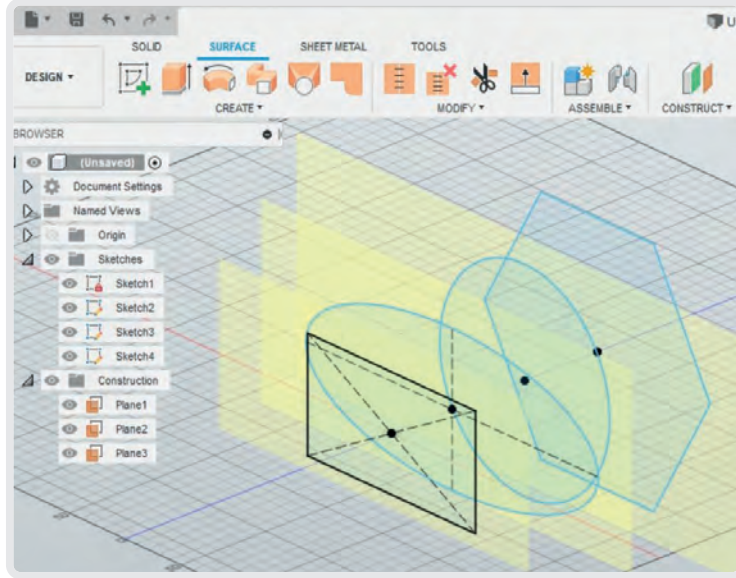 U
SOLID SURFACE SHEET METAL TOOLS
DESIGN
CREATE MODIFY ASSEMBLE CONSTRUCT
BROWSER
(Unsaved)
Document Settings
Named Views
Origin
Sketches
Sketch1
Sketch2
Sketch3
Sketch4
Construction
Plane1
Plane2
Plane3